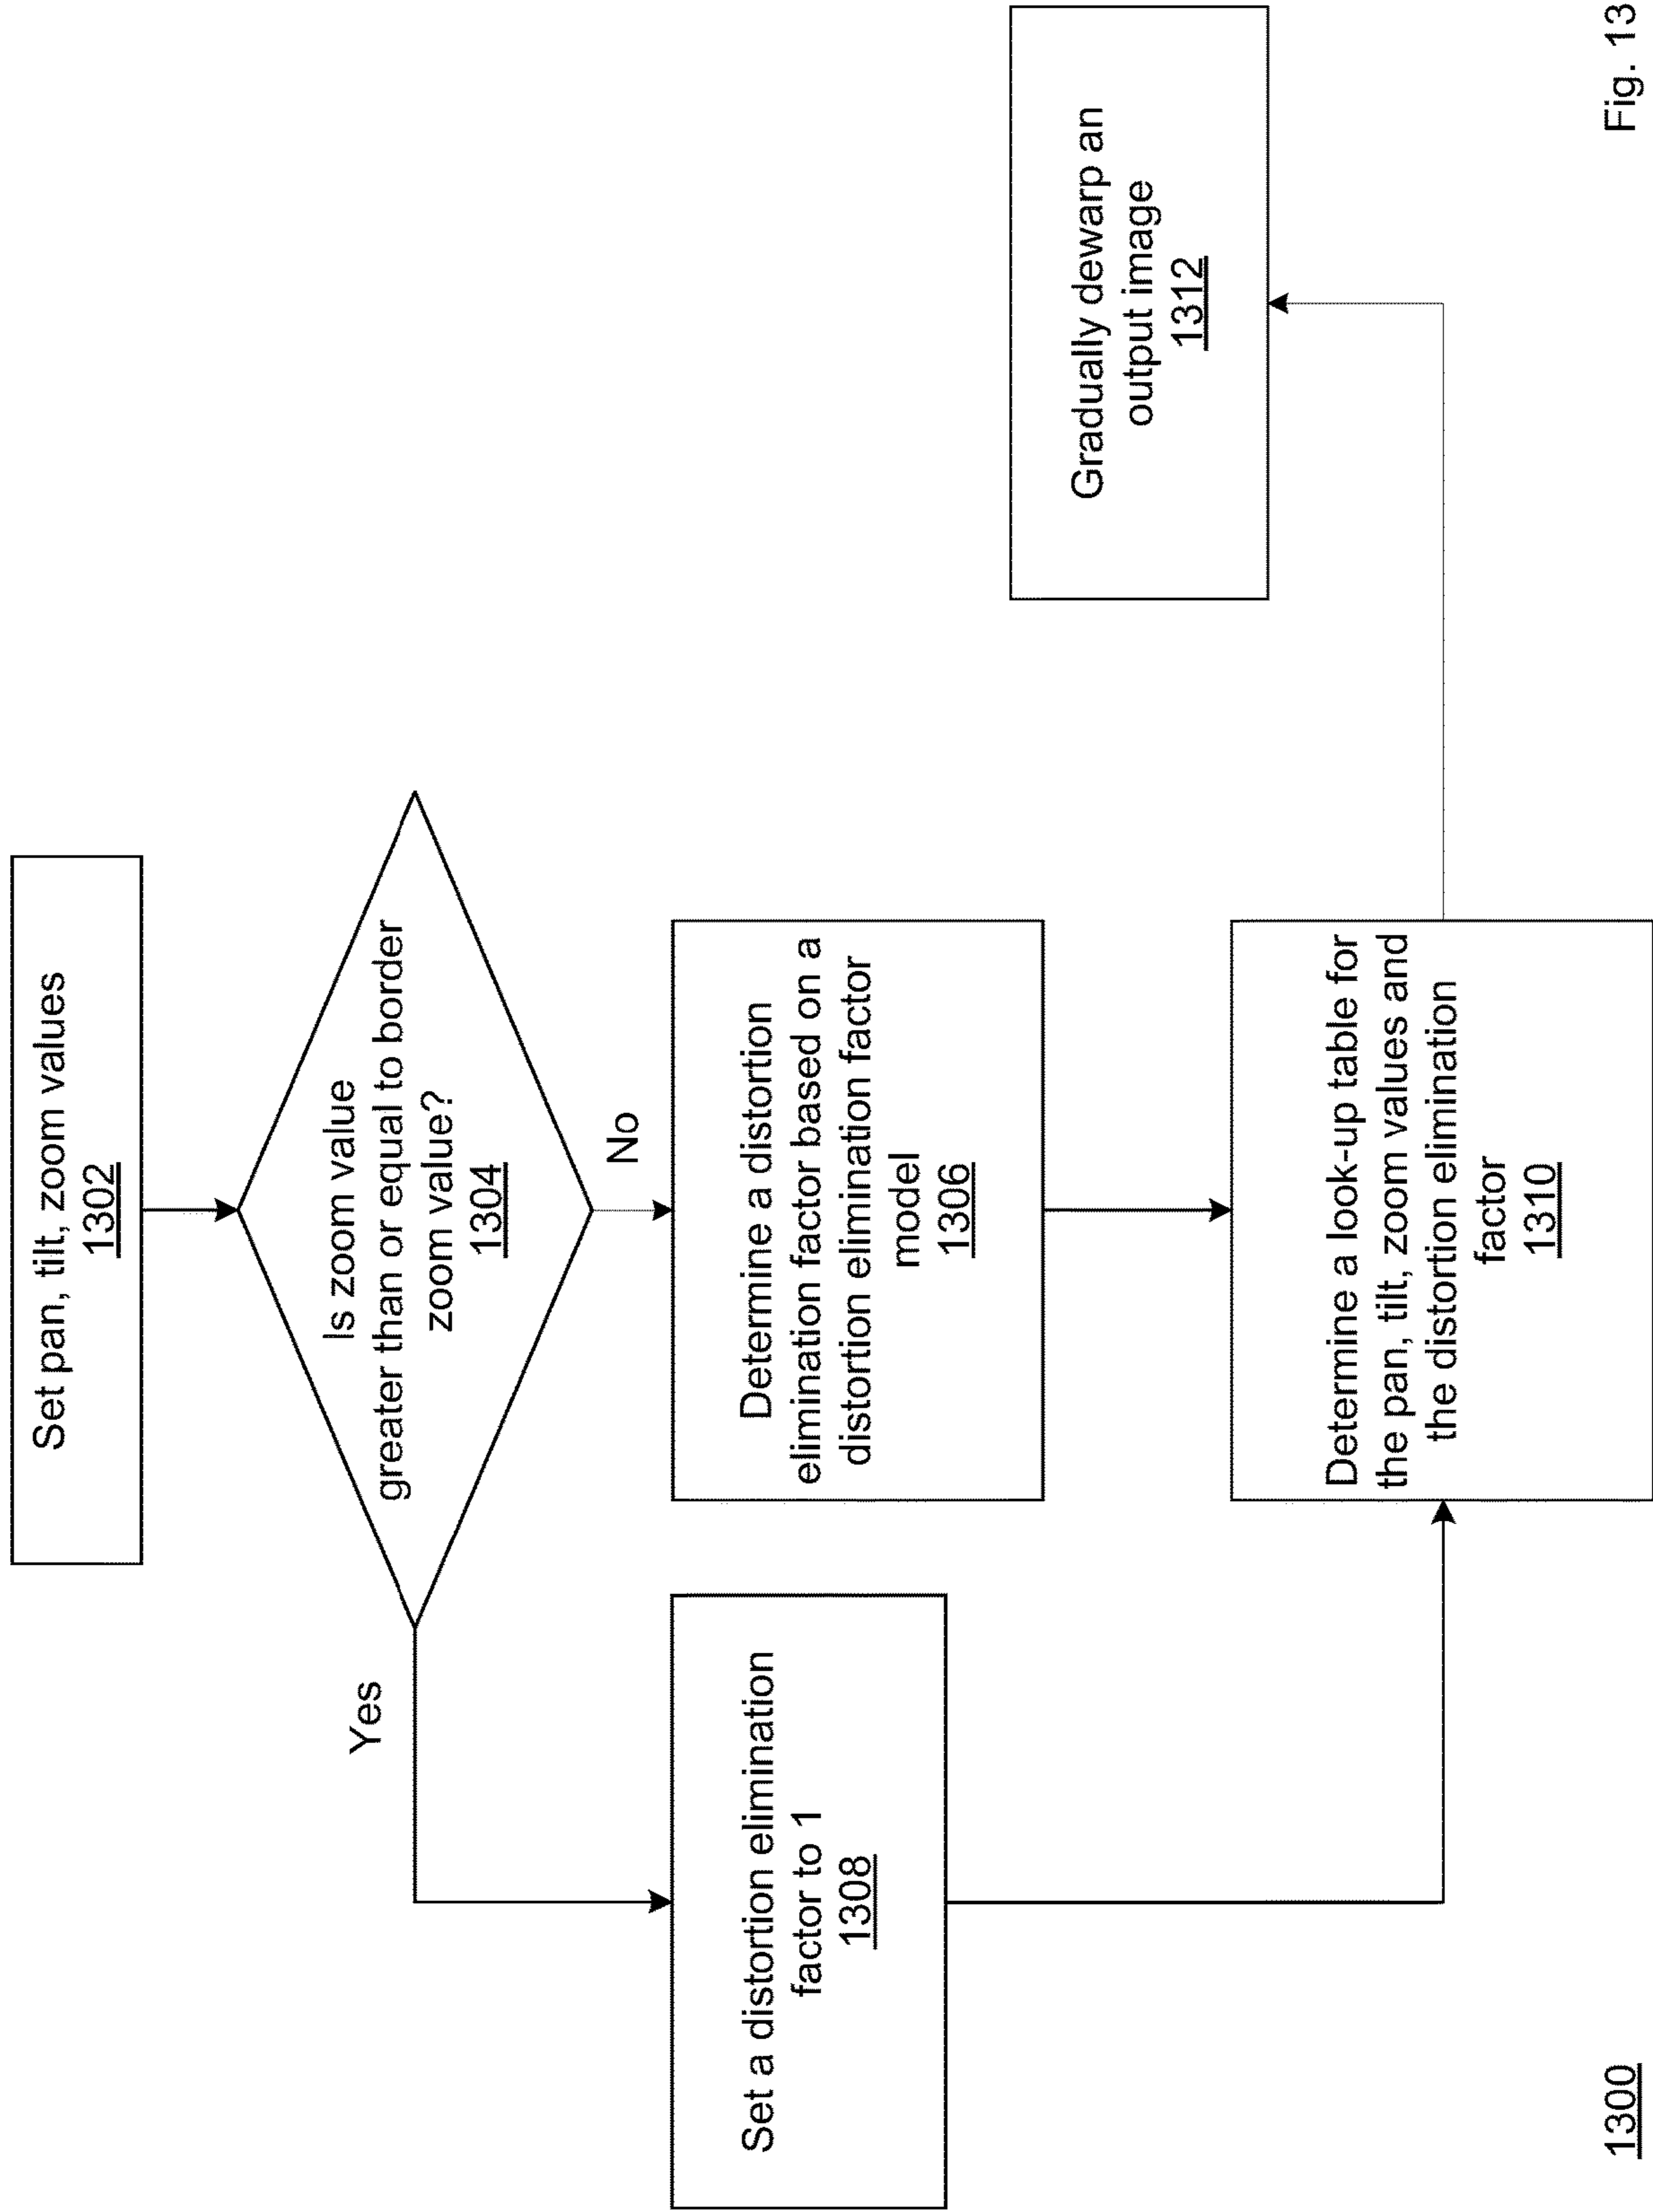 Set pan, tilt, zoom values
1302
Is zoom value
greater than or equal to border
zoom value?
1304
Yes
No
Set a distortion elimination
factor to 1
1308
Determine a distortion
elimination factor based on a
distortion elimination factor
model
1306
Determine a look-up table for
the pan, tilt, zoom values and
the distortion elimination
factor
1310
Gradually dewarp an
output image
1312
1300
Fig. 13